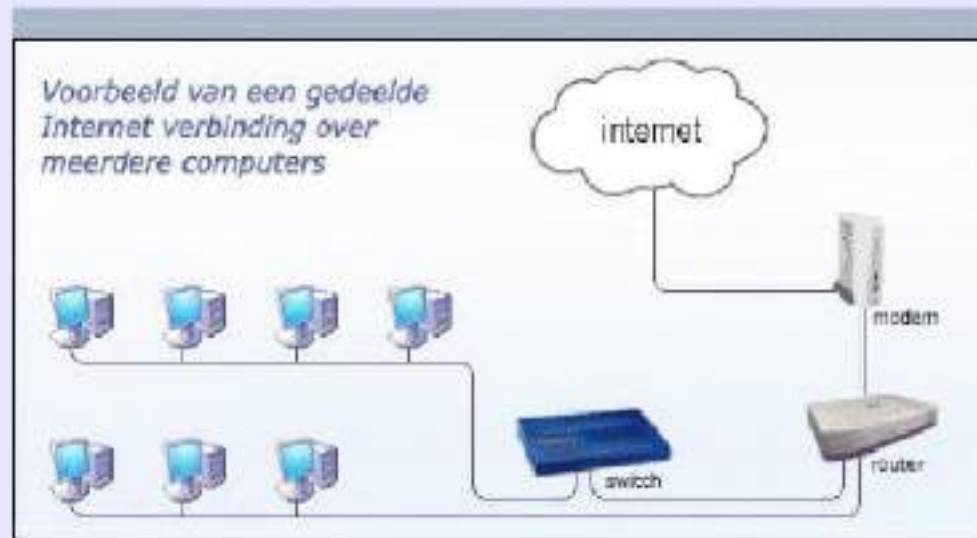 Voorbeeld van een gedeelde
Internet verbinding over
meerdere computers
internet
modem
router
switch